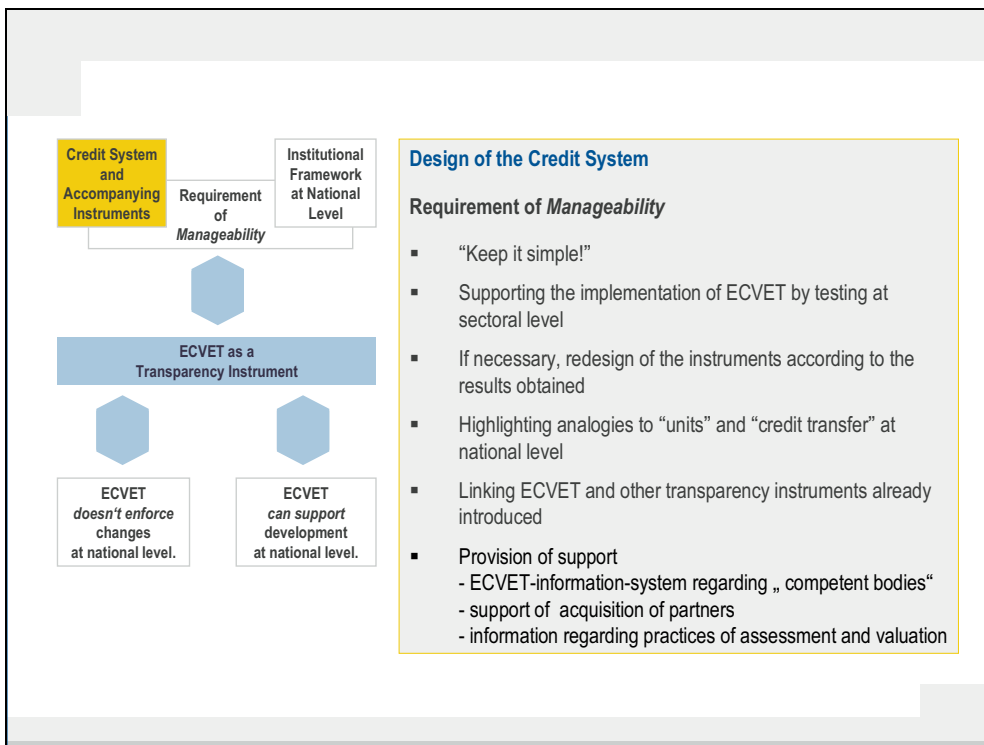 Credit System
and
Accompanying
Instruments
Requirement
of
Manageability
Institutional
Framework
at National
Level
ECVET as a
Transparency Instrument
ECVET
doesn't enforce
changes
at national level.
ECVET
can support
development
at national level.
Design of the Credit System
Requirement of Manageability
▪ “Keep it simple!”
▪ Supporting the implementation of ECVET by testing at
sectoral level
▪ If necessary, redesign of the instruments according to the
results obtained
▪ Highlighting analogies to “units” and “credit transfer” at
national level
▪ Linking ECVET and other transparency instruments already
introduced
▪ Provision of support
- ECVET-information-system regarding „ competent bodies“
- support of acquisition of partners
- information regarding practices of assessment and valuation